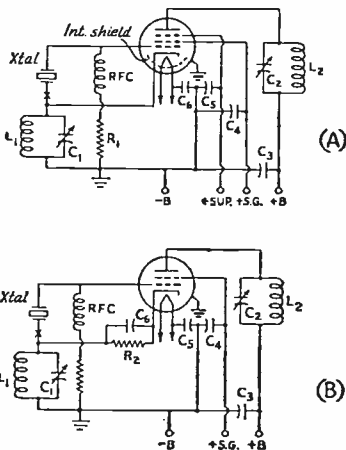 Int. shield
Xtal
RFC
L1
C1
R1
C6
C5
C4
C3
C2
L2
(A)
-B
+SUP. +S.G. +B
Xtal
RFC
L1
C1
C6
R2
C5
C4
C3
C2
L2
(B)
-B
+S.G.
+B